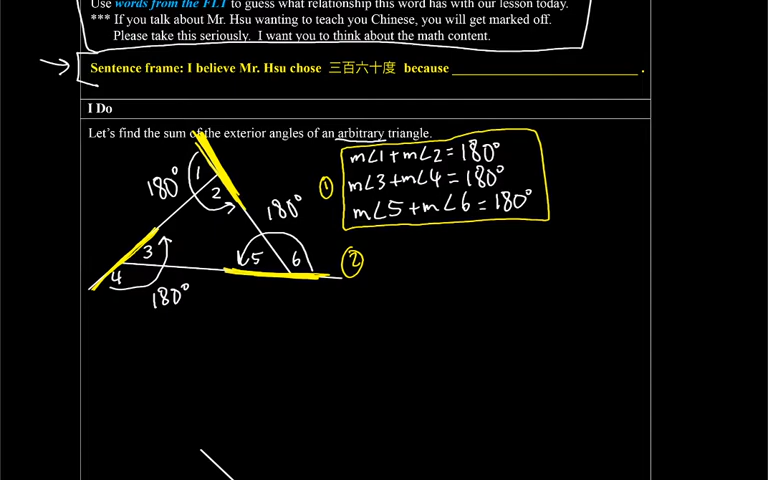 Use words from the FLT to guess what relationship this word has with our lesson today.
*** If you talk about Mr. Hsu wanting to teach you Chinese, you will get marked off.
Please take this seriously. I want you to think about the math content.
Sentence frame: I believe Mr. Hsu chose 三百六十度 because ______________________________ .
I Do
Let's find the sum of the exterior angles of an arbitrary triangle.
① m∠1 + m∠2 = 180°
m∠3 + m∠4 = 180°
m∠5 + m∠6 = 180°
②
180°
1
2
180°
3
4
180°
5
6